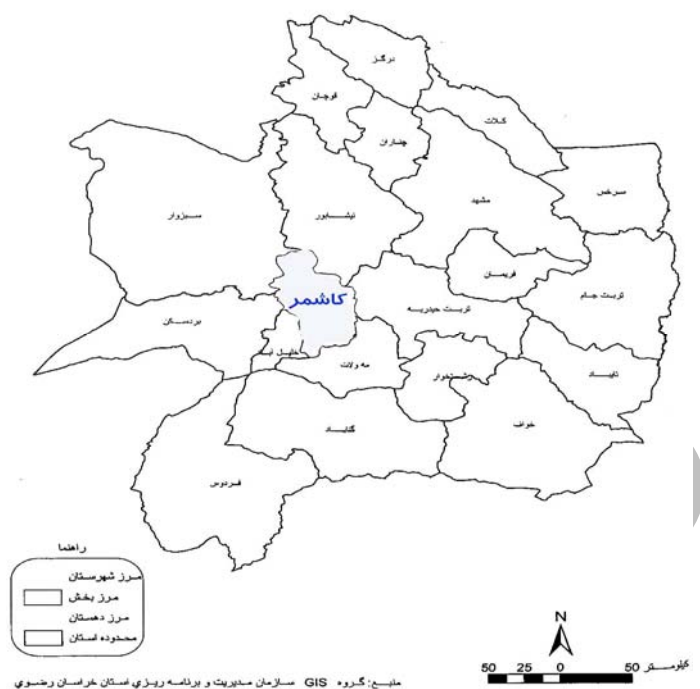 درگز
قوچان
کلات
چناران
سرخس
مشهد
سبزوار
نیشابور
فریمان
تربت جام
کاشمر
تربت حیدریه
بردسکن
خلیل آبـ
مه ولات
رشتخوار
تایباد
خواف
گناباد
فردوس
راهنما
مرز شهرستان
مرز بخش
مرز دهستان
محدوده استان
N
کیلومتر
50 25 0 50
منبع: گروه GIS سازمان مدیریت و برنامه ریزی استان خراسان رضوی